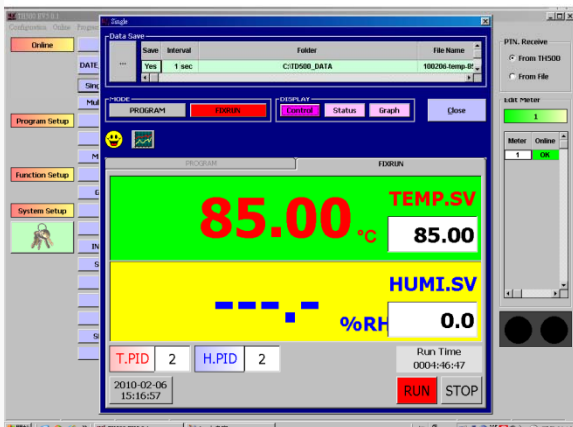 Single
Configuration Online
Data Save
Save Interval Folder File Name
... Yes 1 sec C:\TD500_DATA
MODE
PROGRAM FIXRUN
DISPLAY
Control Status Graph
Close
PROGRAM FIXRUN
85.00 °C
TEMP.SV
85.00
---.- %RH
HUMI.SV
0.0
T.PID 2 H.PID 2
Run Time
0004:46:47
2010-02-06
15:16:57
RUN STOP
Online
DATE
Program Setup
Function Setup
System Setup
PTN. Receive
From TH500
From File
Edit Meter
1
Meter Online
1 OK